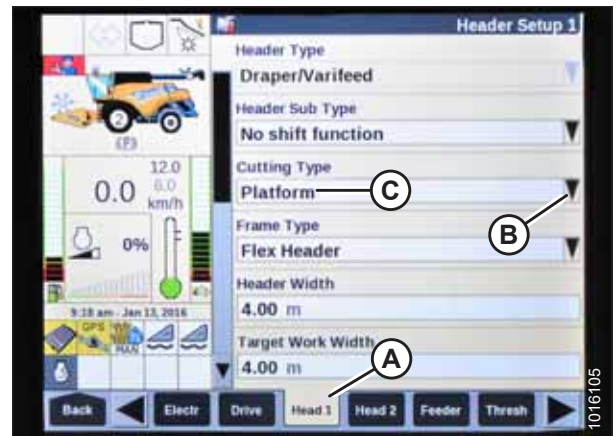 Header Setup 1
Header Type
Draper/Varifeed
Header Sub Type
No shift function
Cutting Type
Platform
C
B
Frame Type
Flex Header
Header Width
4.00 m
Target Work Width
4.00 m
A
2
(P)
12.0
0.0
6.0
km/h
0%
9:18 am - Jan 13, 2016
GPS
MAN
Back
Electr
Drive
Head 1
Head 2
Feeder
Thresh
1016105